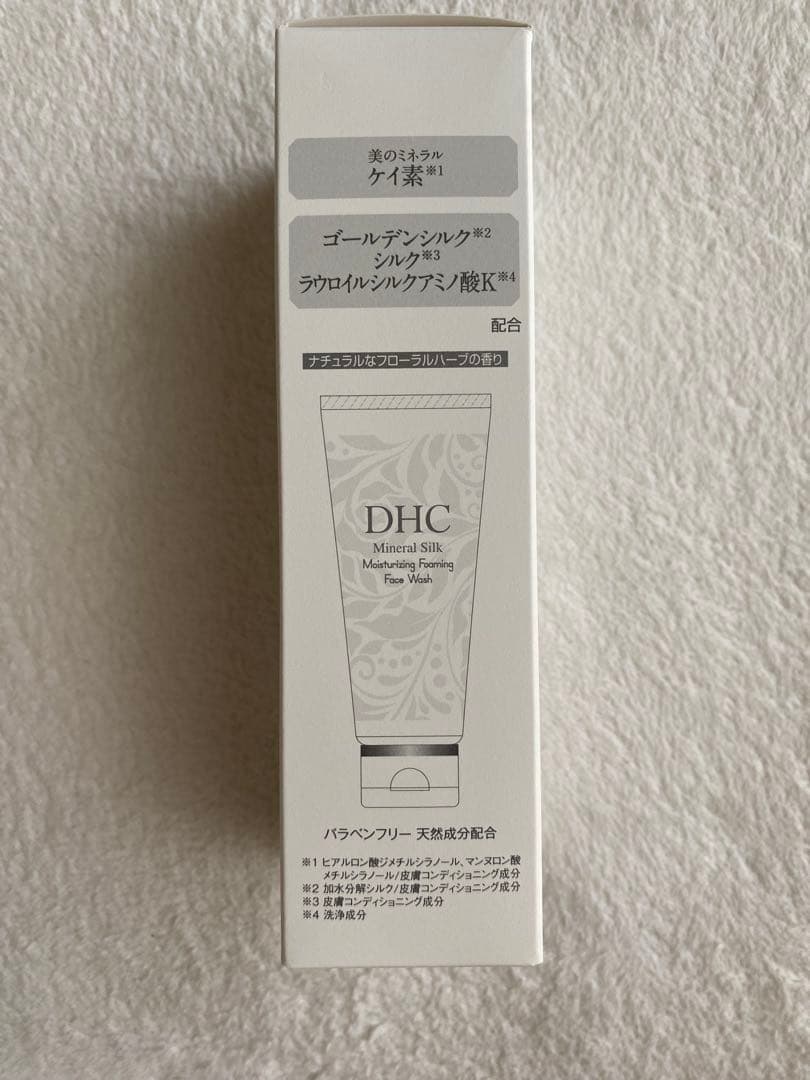 美のミネラル
ケイ素※1
ゴールデンシルク※2
シルク※3
ラウロイルシルクアミノ酸K※4
配合
ナチュラルなフローラルハーブの香り
DHC
Mineral Silk
Moisturizing Foaming
Face Wash
パラベンフリー 天然成分配合
※1 ヒアルロン酸ジメチルシラノール、マンヌロン酸
メチルシラノール/皮膚コンディショニング成分
※2 加水分解シルク/皮膚コンディショニング成分
※3 皮膚コンディショニング成分
※4 洗浄成分